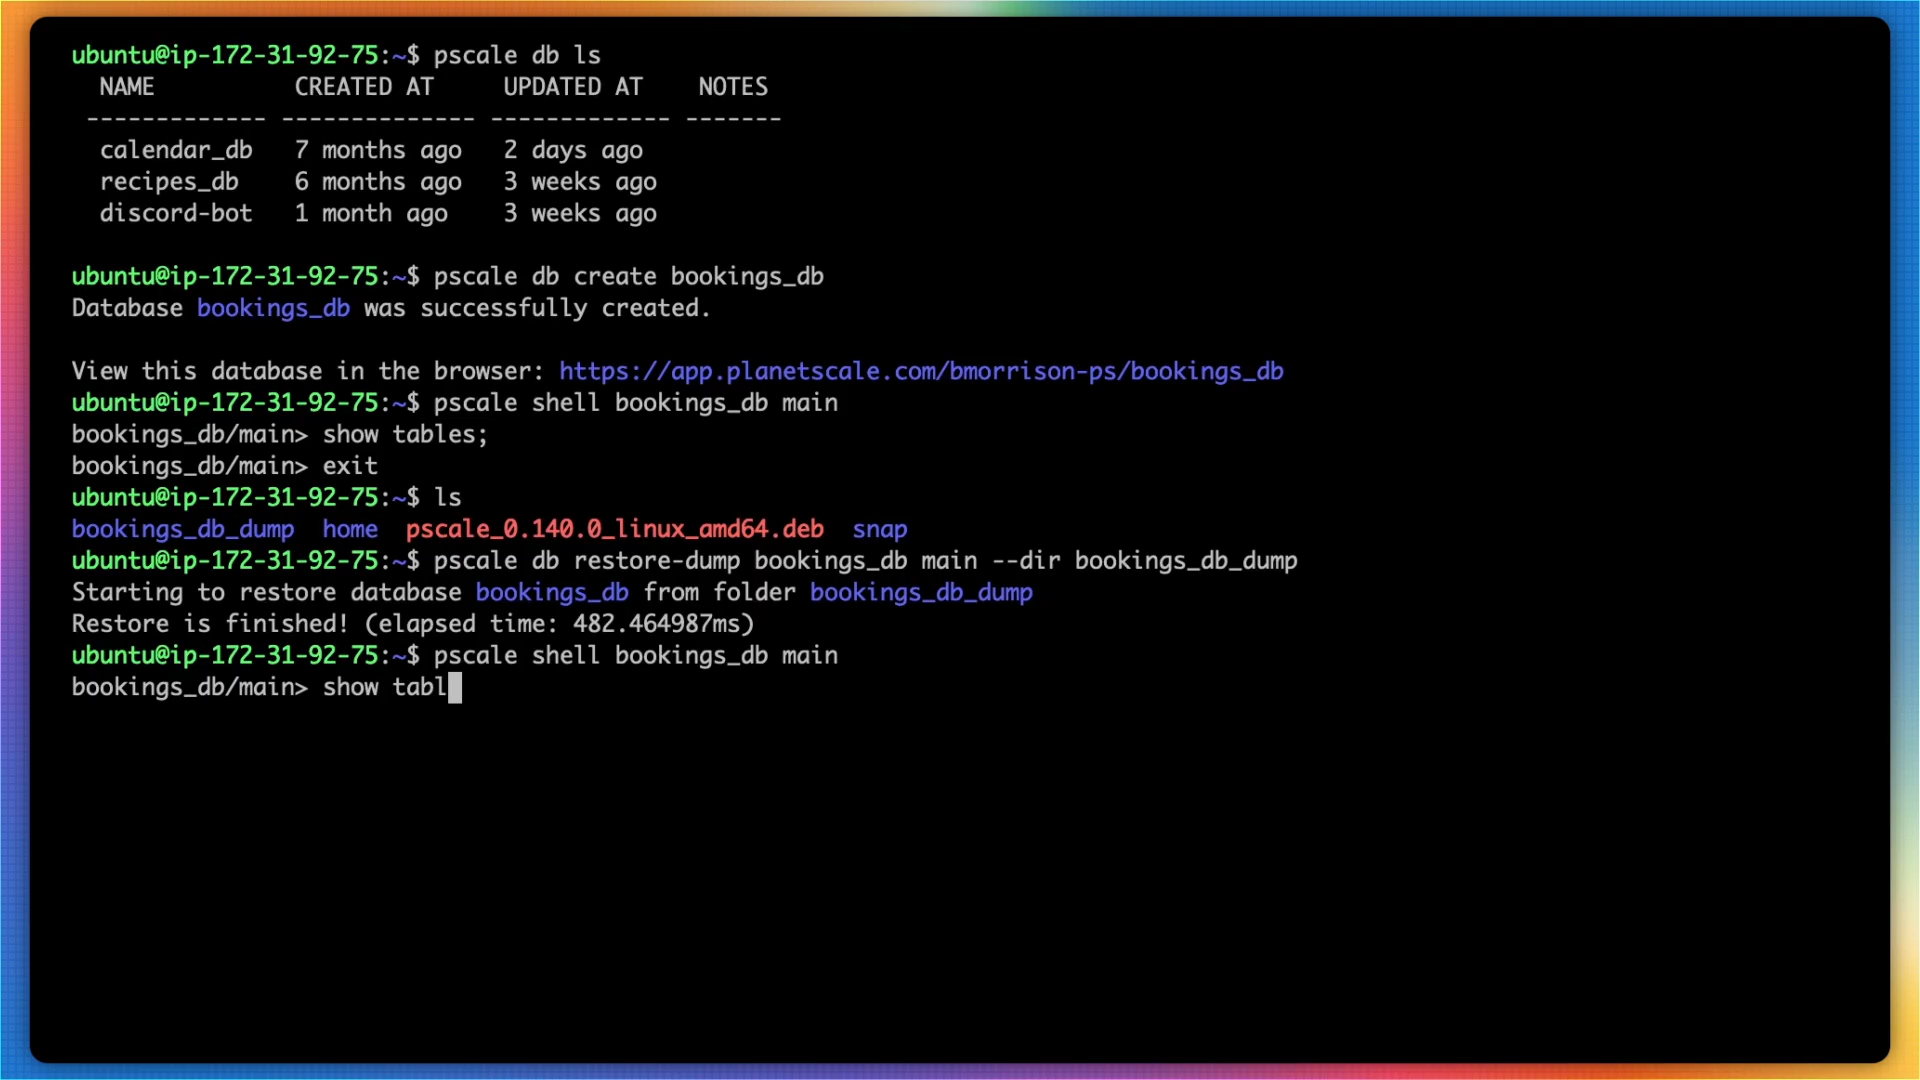 ubuntu@ip-172-31-92-75:~$ pscale db ls
NAME CREATED AT UPDATED AT NOTES
------------- -------------- ------------- -------
calendar_db 7 months ago 2 days ago
recipes_db 6 months ago 3 weeks ago
discord-bot 1 month ago 3 weeks ago
ubuntu@ip-172-31-92-75:~$ pscale db create bookings_db
Database bookings_db was successfully created.
View this database in the browser: https://app.planetscale.com/bmorrison-ps/bookings_db
ubuntu@ip-172-31-92-75:~$ pscale shell bookings_db main
bookings_db/main> show tables;
bookings_db/main> exit
ubuntu@ip-172-31-92-75:~$ ls
bookings_db_dump home pscale_0.140.0_linux_amd64.deb snap
ubuntu@ip-172-31-92-75:~$ pscale db restore-dump bookings_db main --dir bookings_db_dump
Starting to restore database bookings_db from folder bookings_db_dump
Restore is finished! (elapsed time: 482.464987ms)
ubuntu@ip-172-31-92-75:~$ pscale shell bookings_db main
bookings_db/main> show tabl